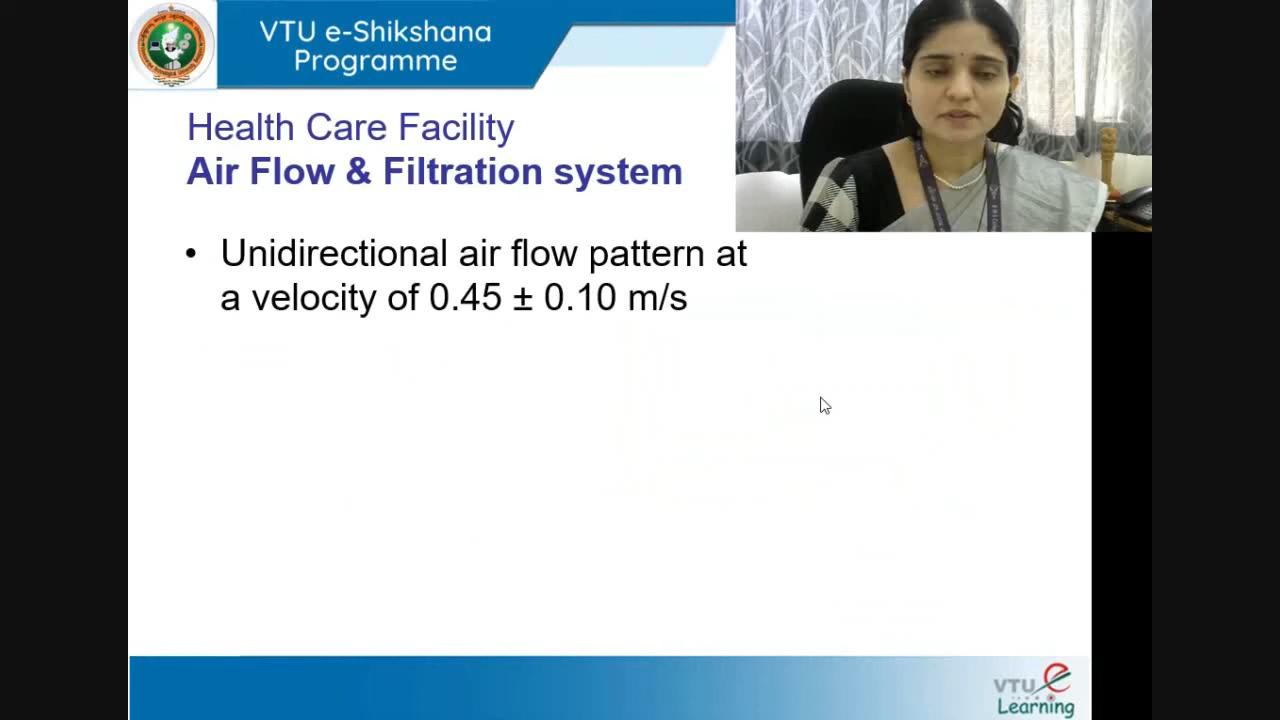 VTU e-Shikshana
Programme
Health Care Facility
Air Flow & Filtration system
• Unidirectional air flow pattern at
a velocity of 0.45 ± 0.10 m/s
VTU e
Learning